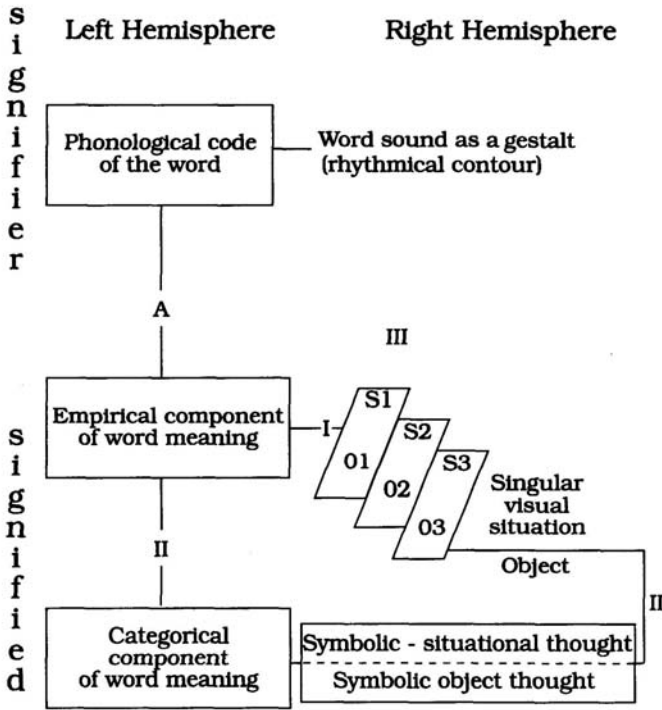 signifier
Left Hemisphere
Right Hemisphere
Phonological code
of the word
Word sound as a gestalt
(rhythmical contour)
A
III
signified
Empirical component
of word meaning
I
S1
01
S2
02
S3
03
Singular
visual
situation
Object
II
II
Categorical
component
of word meaning
Symbolic - situational thought
Symbolic object thought